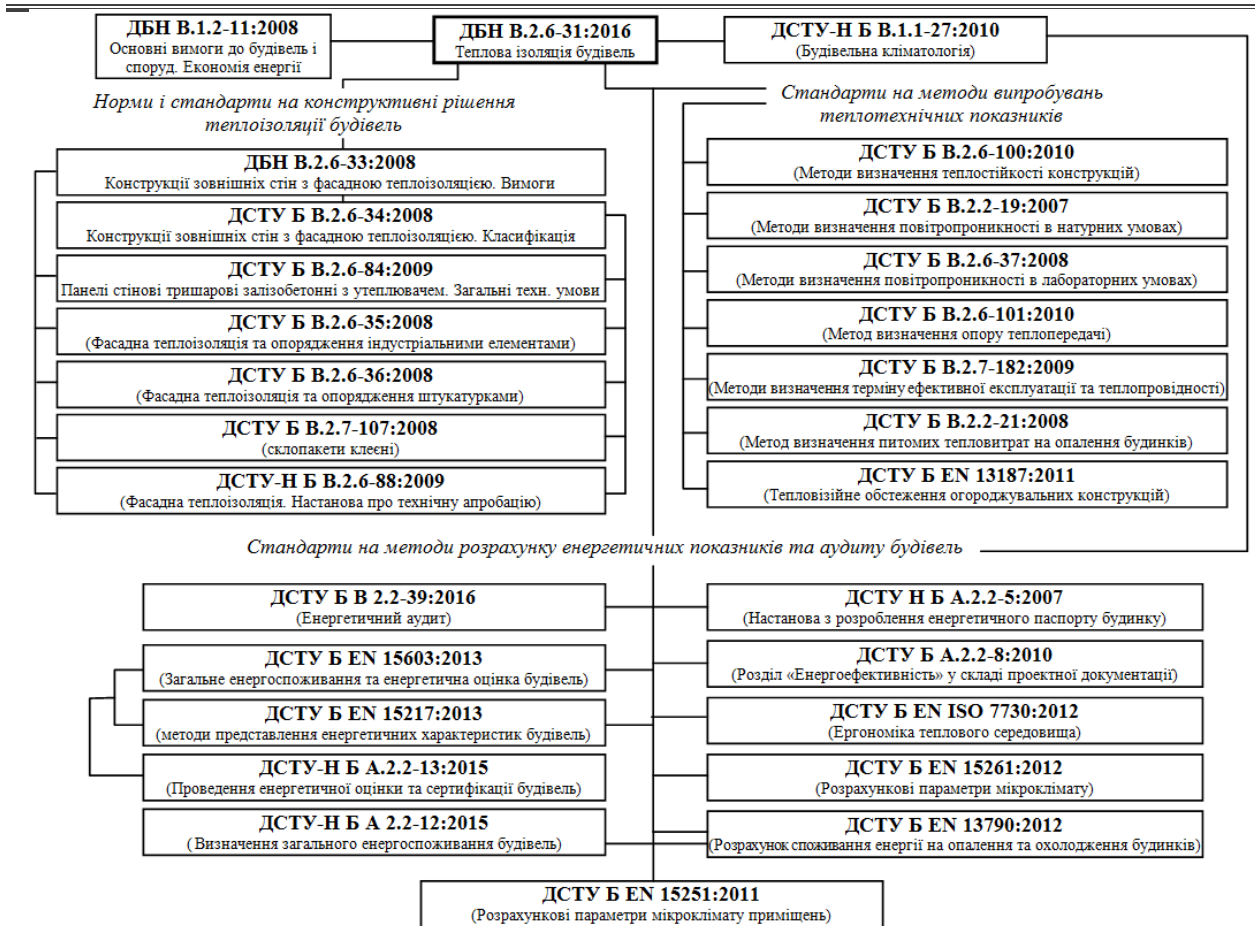 ДБН В.1.2-11:2008
Основні вимоги до будівель і
споруд. Економія енергії
ДБН В.2.6-31:2016
Теплова ізоляція будівель
ДСТУ-Н Б В.1.1-27:2010
(Будівельна кліматологія)
Норми і стандарти на конструктивні рішення
теплоізоляції будівель
ДБН В.2.6-33:2008
Конструкції зовнішніх стін з фасадною теплоізоляцією. Вимоги
ДСТУ Б В.2.6-34:2008
Конструкції зовнішніх стін з фасадною теплоізоляцією. Класифікація
ДСТУ Б В.2.6-84:2009
Панелі стінові тришарові залізобетонні з утеплювачем. Загальні техн. умови
ДСТУ Б В.2.6-35:2008
(Фасадна теплоізоляція та опорядження індустріальними елементами)
ДСТУ Б В.2.6-36:2008
(Фасадна теплоізоляція та опорядження штукатурками)
ДСТУ Б В.2.7-107:2008
(склопакети клеєні)
ДСТУ-Н Б В.2.6-88:2009
(Фасадна теплоізоляція. Настанова про технічну апробацію)
Стандарти на методи випробувань
теплотехнічних показників
ДСТУ Б В.2.6-100:2010
(Методи визначення теплостійкості конструкцій)
ДСТУ Б В.2.2-19:2007
(Методи визначення повітропроникності в натурних умовах)
ДСТУ Б В.2.6-37:2008
(Методи визначення повітропроникності в лабораторних умовах)
ДСТУ Б В.2.6-101:2010
(Метод визначення опору теплопередачі)
ДСТУ Б В.2.7-182:2009
(Методи визначення терміну ефективної експлуатації та теплопровідності)
ДСТУ Б В.2.2-21:2008
(Метод визначення питомих тепловитрат на опалення будинків)
ДСТУ Б EN 13187:2011
(Тепловізійне обстеження огороджувальних конструкцій)
Стандарти на методи розрахунку енергетичних показників та аудиту будівель
ДСТУ Б В 2.2-39:2016
(Енергетичний аудит)
ДСТУ Б EN 15603:2013
(Загальне енергоспоживання та енергетична оцінка будівель)
ДСТУ Б EN 15217:2013
(методи представлення енергетичних характеристик будівель)
ДСТУ-Н Б А.2.2-13:2015
(Проведення енергетичної оцінки та сертифікації будівель)
ДСТУ-Н Б А 2.2-12:2015
( Визначення загального енергоспоживання будівель)
ДСТУ Н Б А.2.2-5:2007
(Настанова з розроблення енергетичного паспорту будинку)
ДСТУ Б А.2.2-8:2010
(Розділ «Енергоефективність» у складі проектної документації)
ДСТУ Б EN ISO 7730:2012
(Ергономіка теплового середовища)
ДСТУ Б EN 15261:2012
(Розрахункові параметри мікроклімату)
ДСТУ Б EN 13790:2012
(Розрахунок споживання енергії на опалення та охолодження будинків)
ДСТУ Б EN 15251:2011
(Розрахункові параметри мікроклімату приміщень)